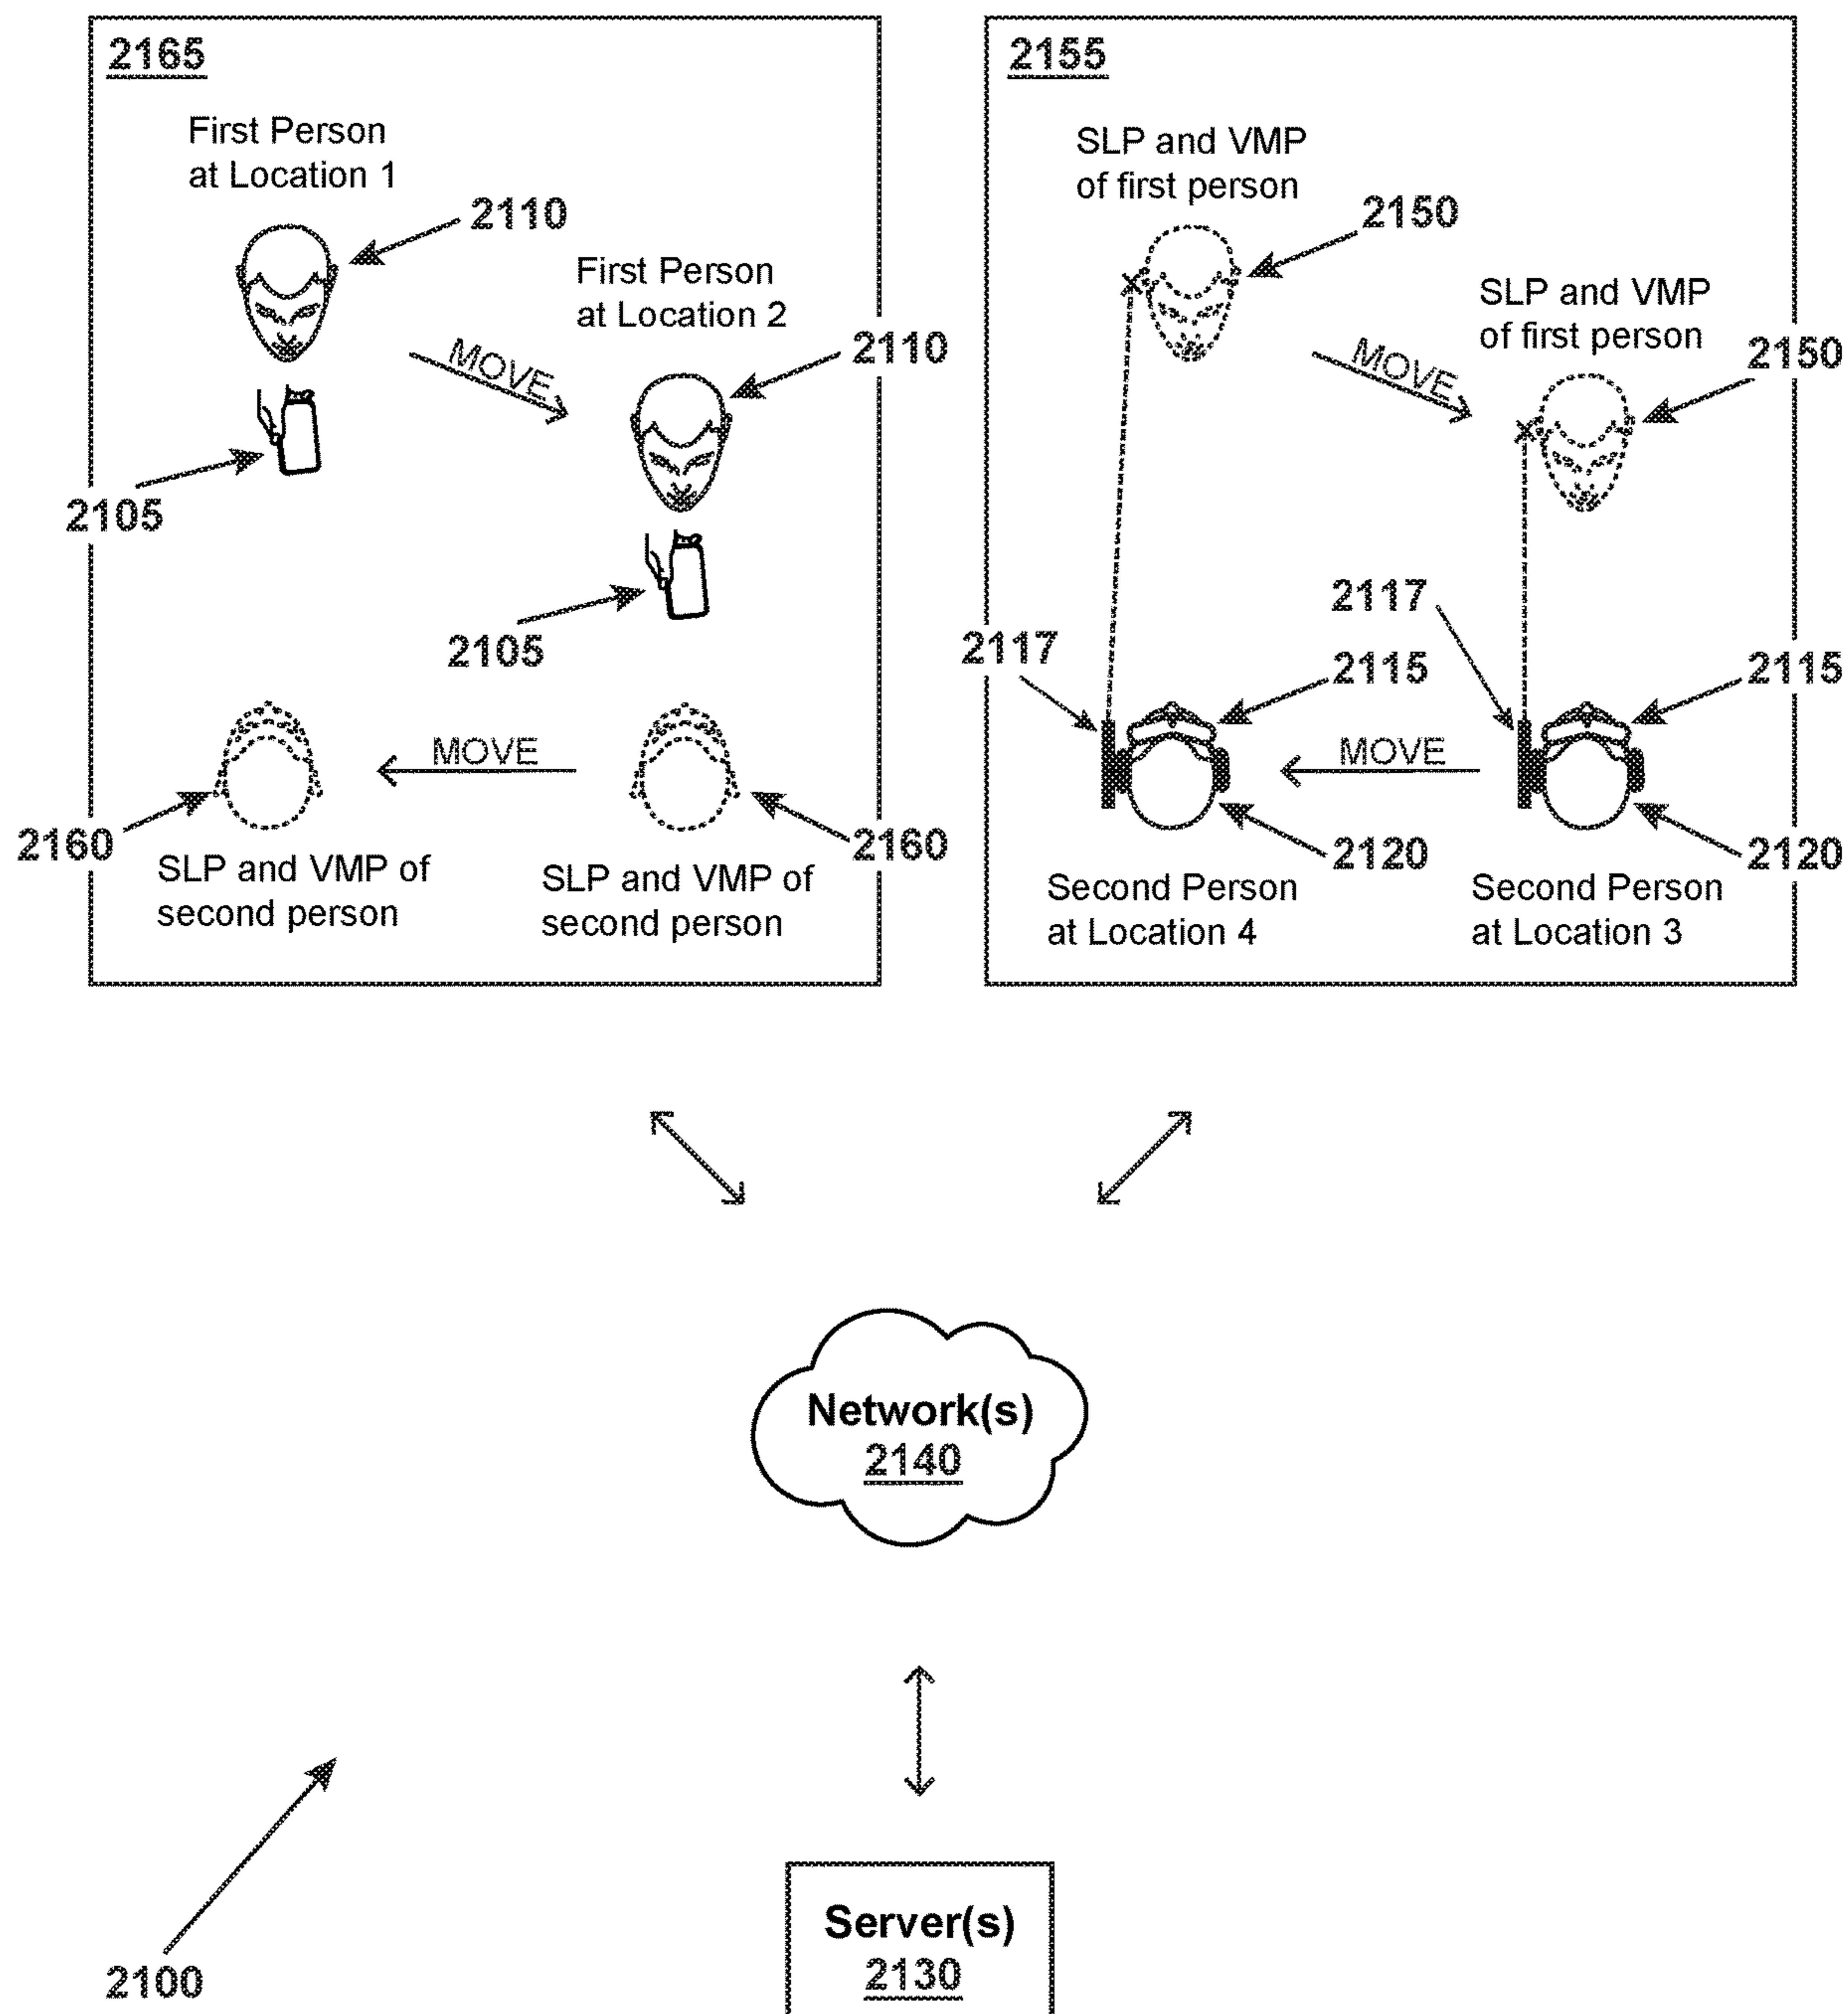 2165
First Person
at Location 1
2110
First Person
at Location 2
2110
MOVE
2105
2105
MOVE
2160
2160
SLP and VMP of
second person
SLP and VMP of
second person
2155
SLP and VMP
of first person
2150
SLP and VMP
of first person
2150
MOVE
2117
2117
2115
2115
MOVE
2120
2120
Second Person
at Location 4
Second Person
at Location 3
Network(s)
2140
Server(s)
2130
2100